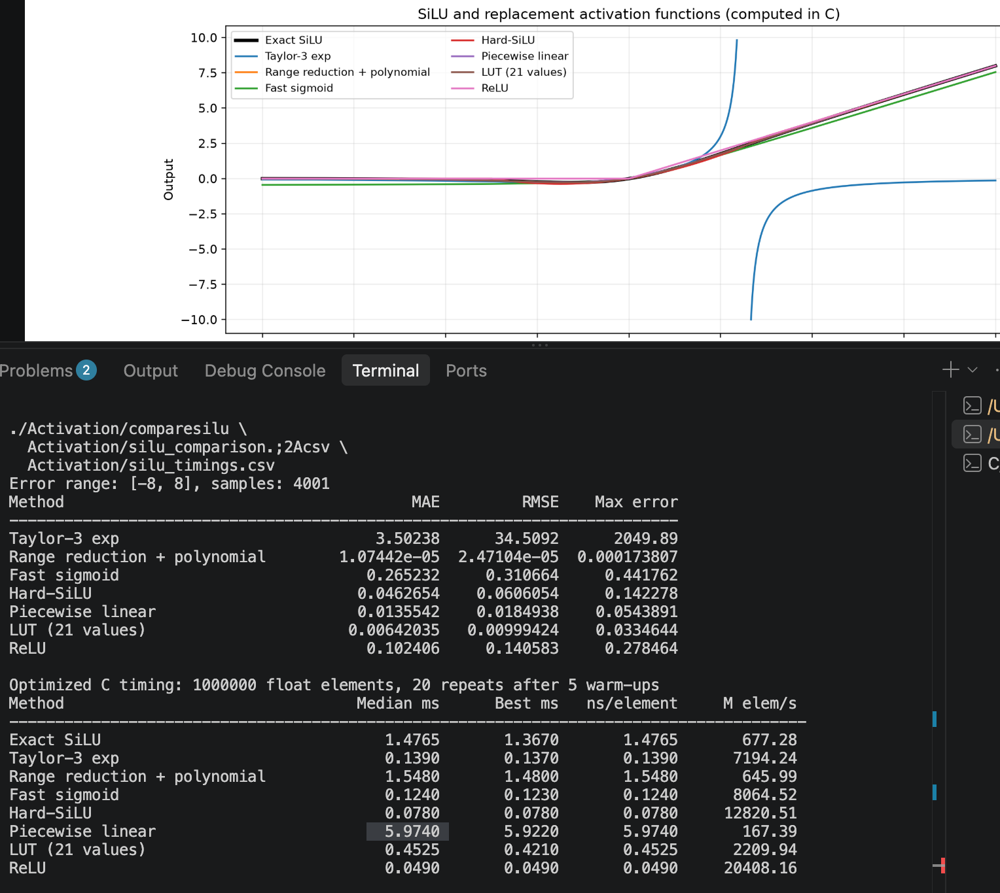 SiLU and replacement activation functions (computed in C)
10.0
7.5
5.0
2.5
0.0
−2.5
−5.0
−7.5
−10.0
Output
Exact SiLU
Taylor-3 exp
Range reduction + polynomial
Fast sigmoid
Hard-SiLU
Piecewise linear
LUT (21 values)
ReLU
Problems 2 Output Debug Console Terminal Ports
./Activation/comparesilu \
Activation/silu_comparison.;2Acsv \
Activation/silu_timings.csv
Error range: [-8, 8], samples: 4001
Method MAE RMSE Max error
-------------------------------------------------------------------------
Taylor-3 exp 3.50238 34.5092 2049.89
Range reduction + polynomial 1.07442e-05 2.47104e-05 0.000173807
Fast sigmoid 0.265232 0.310664 0.441762
Hard-SiLU 0.0462654 0.0606054 0.142278
Piecewise linear 0.0135542 0.0184938 0.0543891
LUT (21 values) 0.00642035 0.00999424 0.0334644
ReLU 0.102406 0.140583 0.278464
Optimized C timing: 1000000 float elements, 20 repeats after 5 warm-ups
Method Median ms Best ms ns/element M elem/s
---------------------------------------------------------------------------------------
Exact SiLU 1.4765 1.3670 1.4765 677.28
Taylor-3 exp 0.1390 0.1370 0.1390 7194.24
Range reduction + polynomial 1.5480 1.4800 1.5480 645.99
Fast sigmoid 0.1240 0.1230 0.1240 8064.52
Hard-SiLU 0.0780 0.0780 0.0780 12820.51
Piecewise linear 5.9740 5.9220 5.9740 167.39
LUT (21 values) 0.4525 0.4210 0.4525 2209.94
ReLU 0.0490 0.0490 0.0490 20408.16